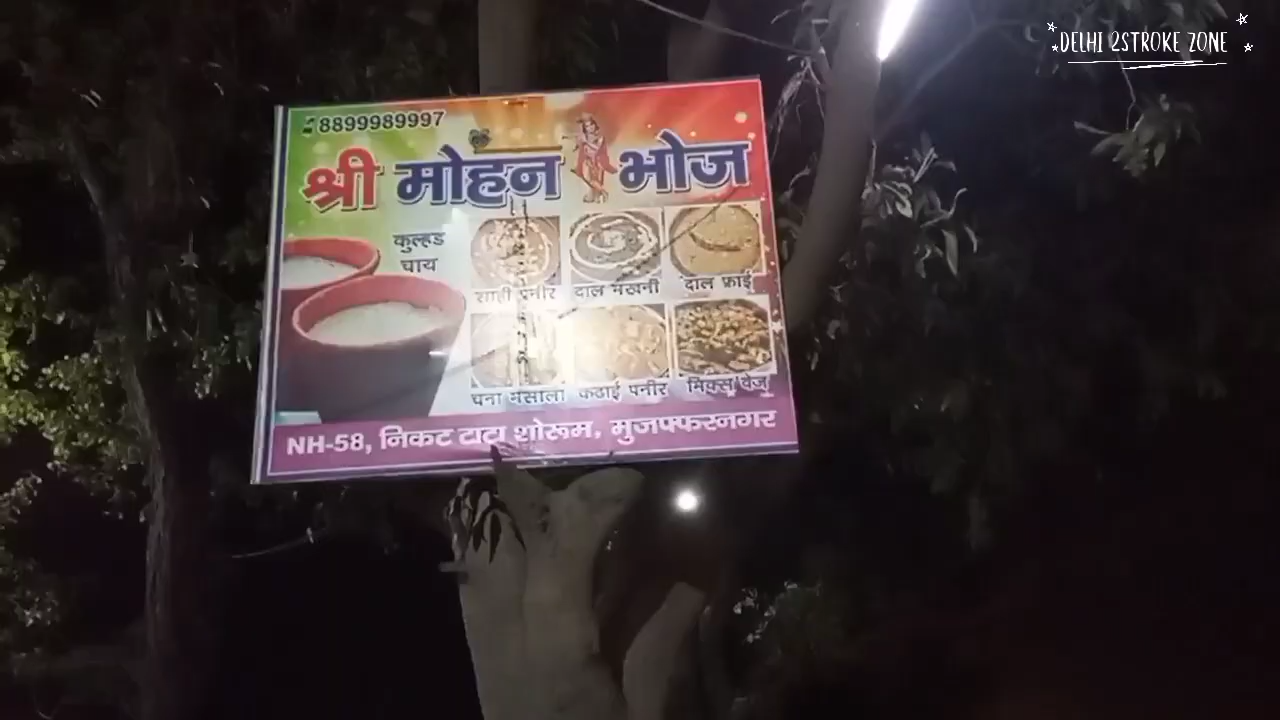 DELHI 2STROKE ZONE
8899989997
श्री मोहन भोज
कुल्हड
चाय
साही पनीर दाल मखनी दाल फ्राई
चना मसाला कढाई पनीर मिक्स वेज
NH-58, निकट टाटा शोरूम, मुजफ्फरनगर